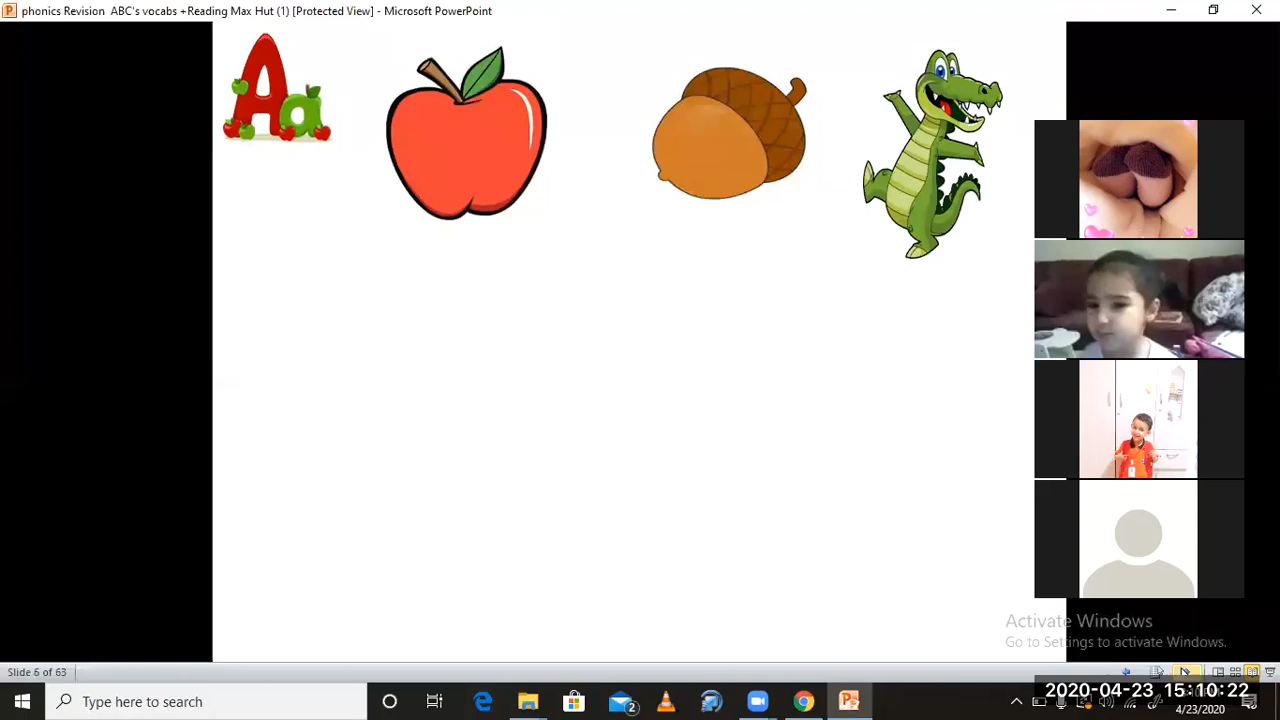 phonics Revision ABC's vocabs +Reading Max Hut (1) [Protected View] - Microsoft PowerPoint
Aa
Activate Windows
Go to Settings to activate Windows.
Slide 6 of 63
Type here to search
2
2020-04-23 15:10:22
4/23/2020